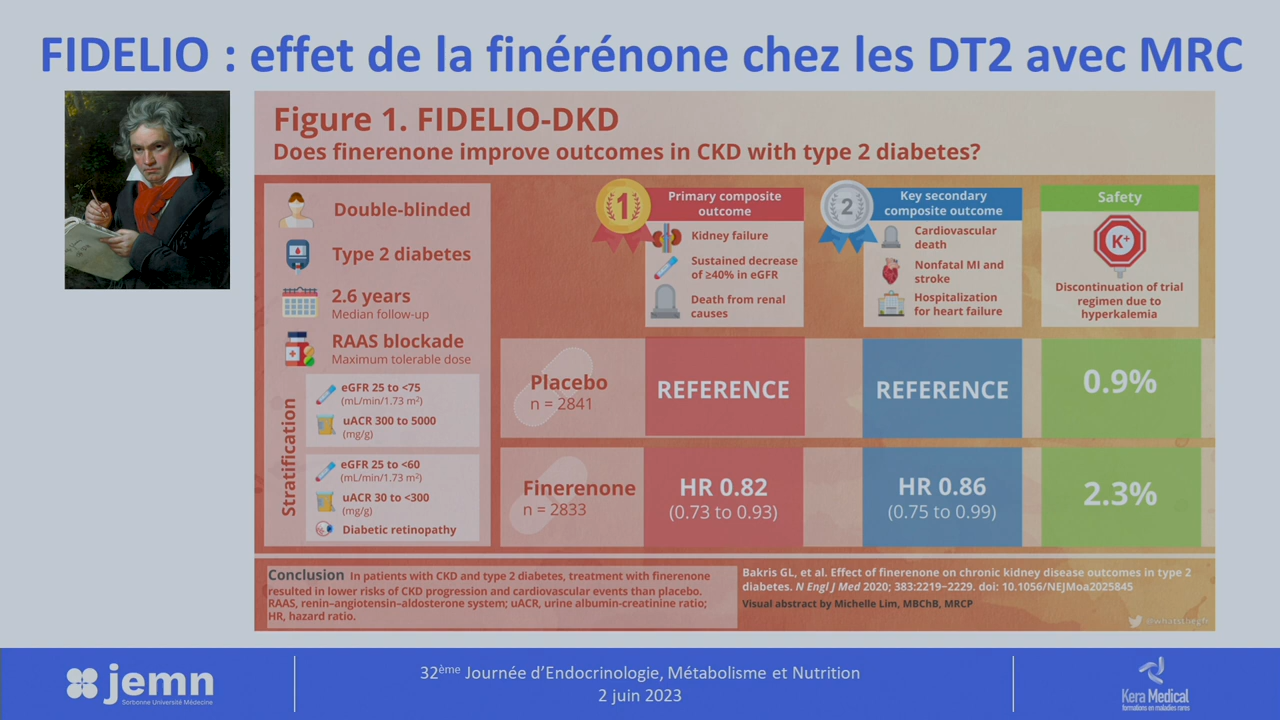 FIDELIO : effet de la finérénone chez les DT2 avec MRC
Figure 1. FIDELIO-DKD
Does finerenone improve outcomes in CKD with type 2 diabetes?
Double-blinded
Type 2 diabetes
2.6 years
Median follow-up
RAAS blockade
Maximum tolerable dose
Stratification
eGFR 25 to <75
(mL/min/1.73 m²)
uACR 300 to 5000
(mg/g)
eGFR 25 to <60
(mL/min/1.73 m²)
uACR 30 to <300
(mg/g)
Diabetic retinopathy
1
Primary composite
outcome
Kidney failure
Sustained decrease
of ≥40% in eGFR
Death from renal
causes
2
Key secondary
composite outcome
Cardiovascular
death
Nonfatal MI and
stroke
Hospitalization
for heart failure
Safety
K+
Discontinuation of trial
regimen due to
hyperkalemia
Placebo
n = 2841
REFERENCE
REFERENCE
0.9%
Finerenone
n = 2833
HR 0.82
(0.73 to 0.93)
HR 0.86
(0.75 to 0.99)
2.3%
Conclusion In patients with CKD and type 2 diabetes, treatment with finerenone
resulted in lower risks of CKD progression and cardiovascular events than placebo.
RAAS, renin–angiotensin–aldosterone system; uACR, urine albumin-creatinine ratio;
HR, hazard ratio.
Bakris GL, et al. Effect of finerenone on chronic kidney disease outcomes in type 2
diabetes. N Engl J Med 2020; 383:2219–2229. doi: 10.1056/NEJMoa2025845
Visual abstract by Michelle Lim, MBChB, MRCP
@whatsthegfr
jemn
Sorbonne Université Médecine
32ème Journée d'Endocrinologie, Métabolisme et Nutrition
2 juin 2023
Kera Medical
formations en maladies rares